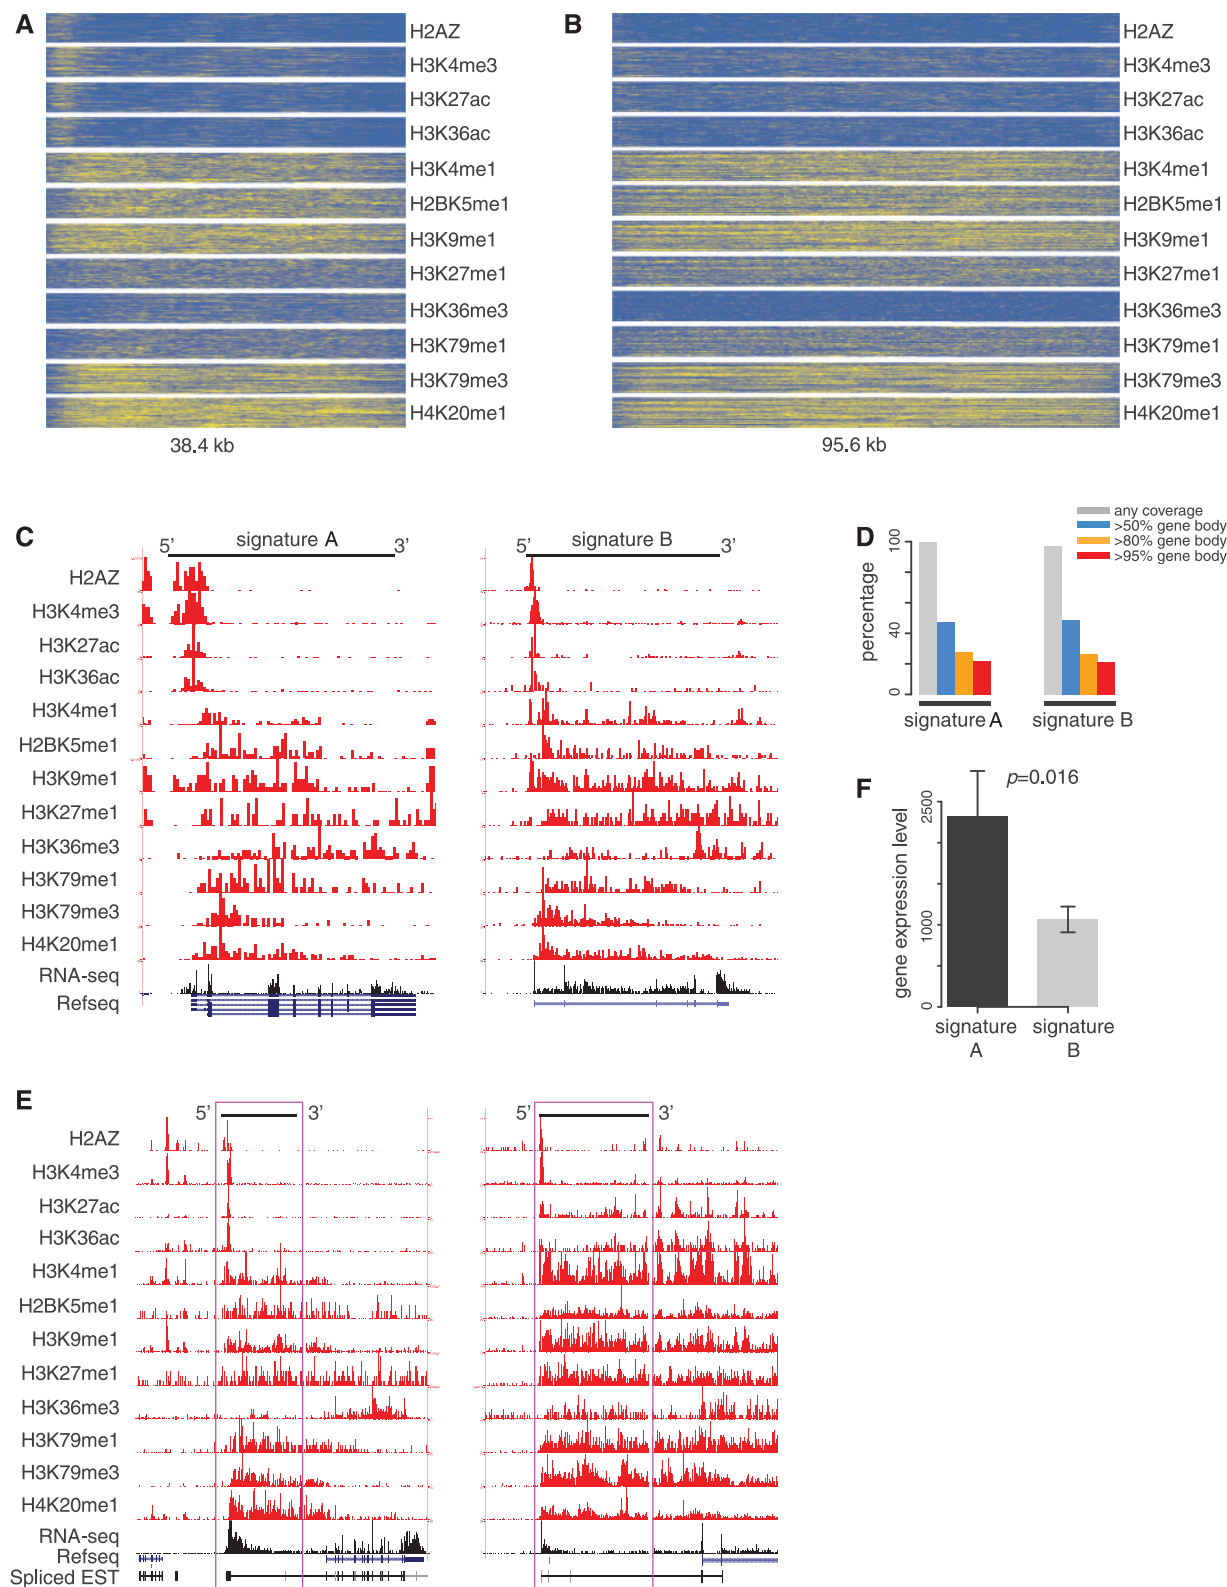 A
H2AZ
H3K4me3
H3K27ac
H3K36ac
H3K4me1
H2BK5me1
H3K9me1
H3K27me1
H3K36me3
H3K79me1
H3K79me3
H4K20me1
38.4 kb
B
H2AZ
H3K4me3
H3K27ac
H3K36ac
H3K4me1
H2BK5me1
H3K9me1
H3K27me1
H3K36me3
H3K79me1
H3K79me3
H4K20me1
95.6 kb
C
5’ signature A 3’
5’ signature B 3’
H2AZ
H3K4me3
H3K27ac
H3K36ac
H3K4me1
H2BK5me1
H3K9me1
H3K27me1
H3K36me3
H3K79me1
H3K79me3
H4K20me1
RNA-seq
Refseq
D
any coverage
>50% gene body
>80% gene body
>95% gene body
percentage
100
40
0
signature A
signature B
F
p=0.016
gene expression level
2500
1000
0
signature A
signature B
E
5’ 3’
5’ 3’
H2AZ
H3K4me3
H3K27ac
H3K36ac
H3K4me1
H2BK5me1
H3K9me1
H3K27me1
H3K36me3
H3K79me1
H3K79me3
H4K20me1
RNA-seq
Refseq
Spliced EST